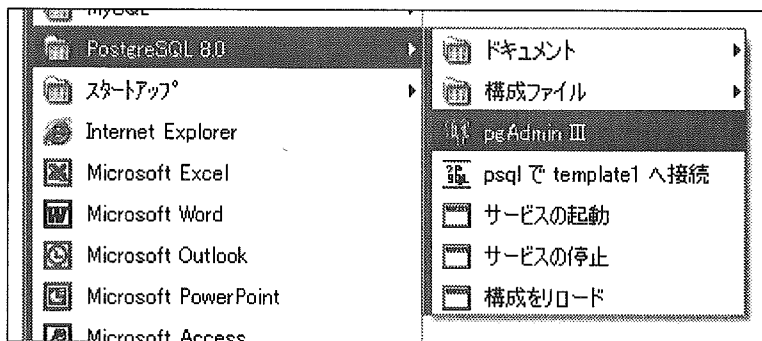 MySQL
PostgreSQL 8.0
スタートアップ
Internet Explorer
Microsoft Excel
Microsoft Word
Microsoft Outlook
Microsoft PowerPoint
Microsoft Access
ドキュメント
構成ファイル
pgAdmin III
psql で template1 へ接続
サービスの起動
サービスの停止
構成をリロード